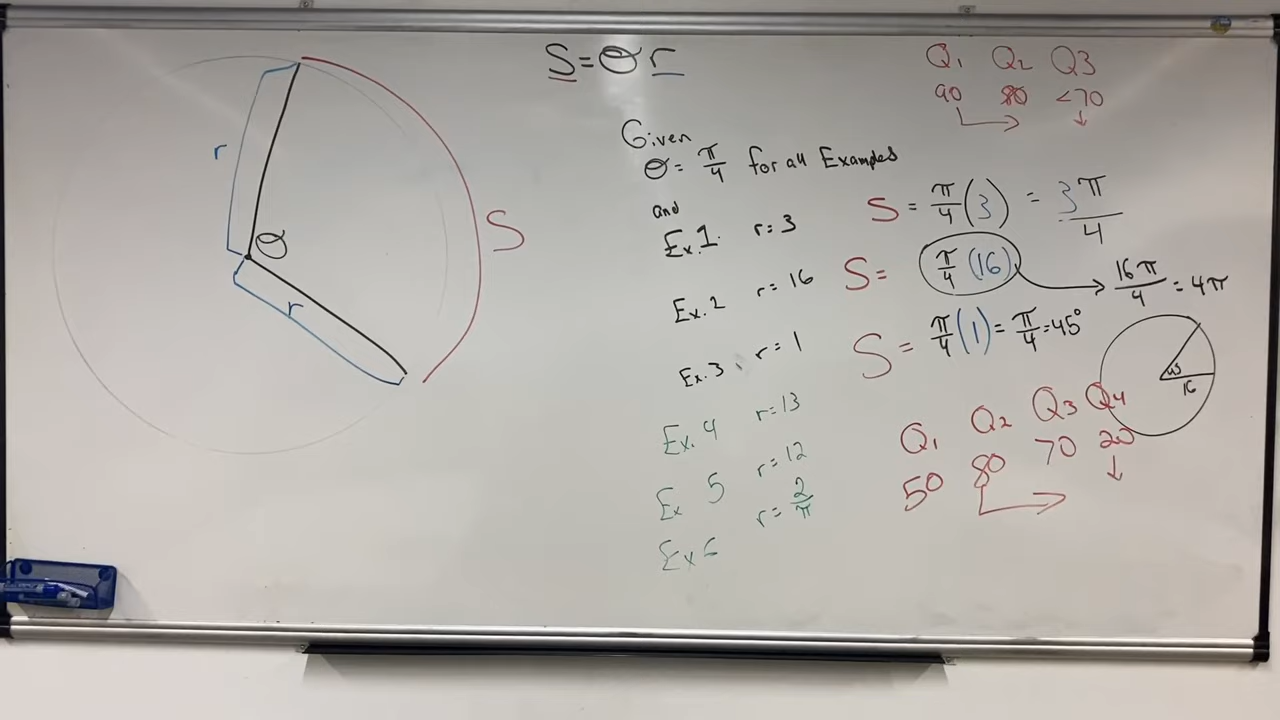 S = θ r
r
θ
r
S
Q1 Q2 Q3
90 80 <70
Given
θ = π/4 for all Examples
and
Ex.1. r = 3 S = π/4 (3) = 3π/4
Ex. 2 r = 16 S = π/4 (16) 16π/4 = 4π
Ex. 3 r = 1 S = π/4 (1) = π/4 = 45°
45
16
Ex. 4 r = 13
Ex 5 r = 12
Ex 6 r = 2/π
Q1 Q2 Q3 Q4
50 80 70 20